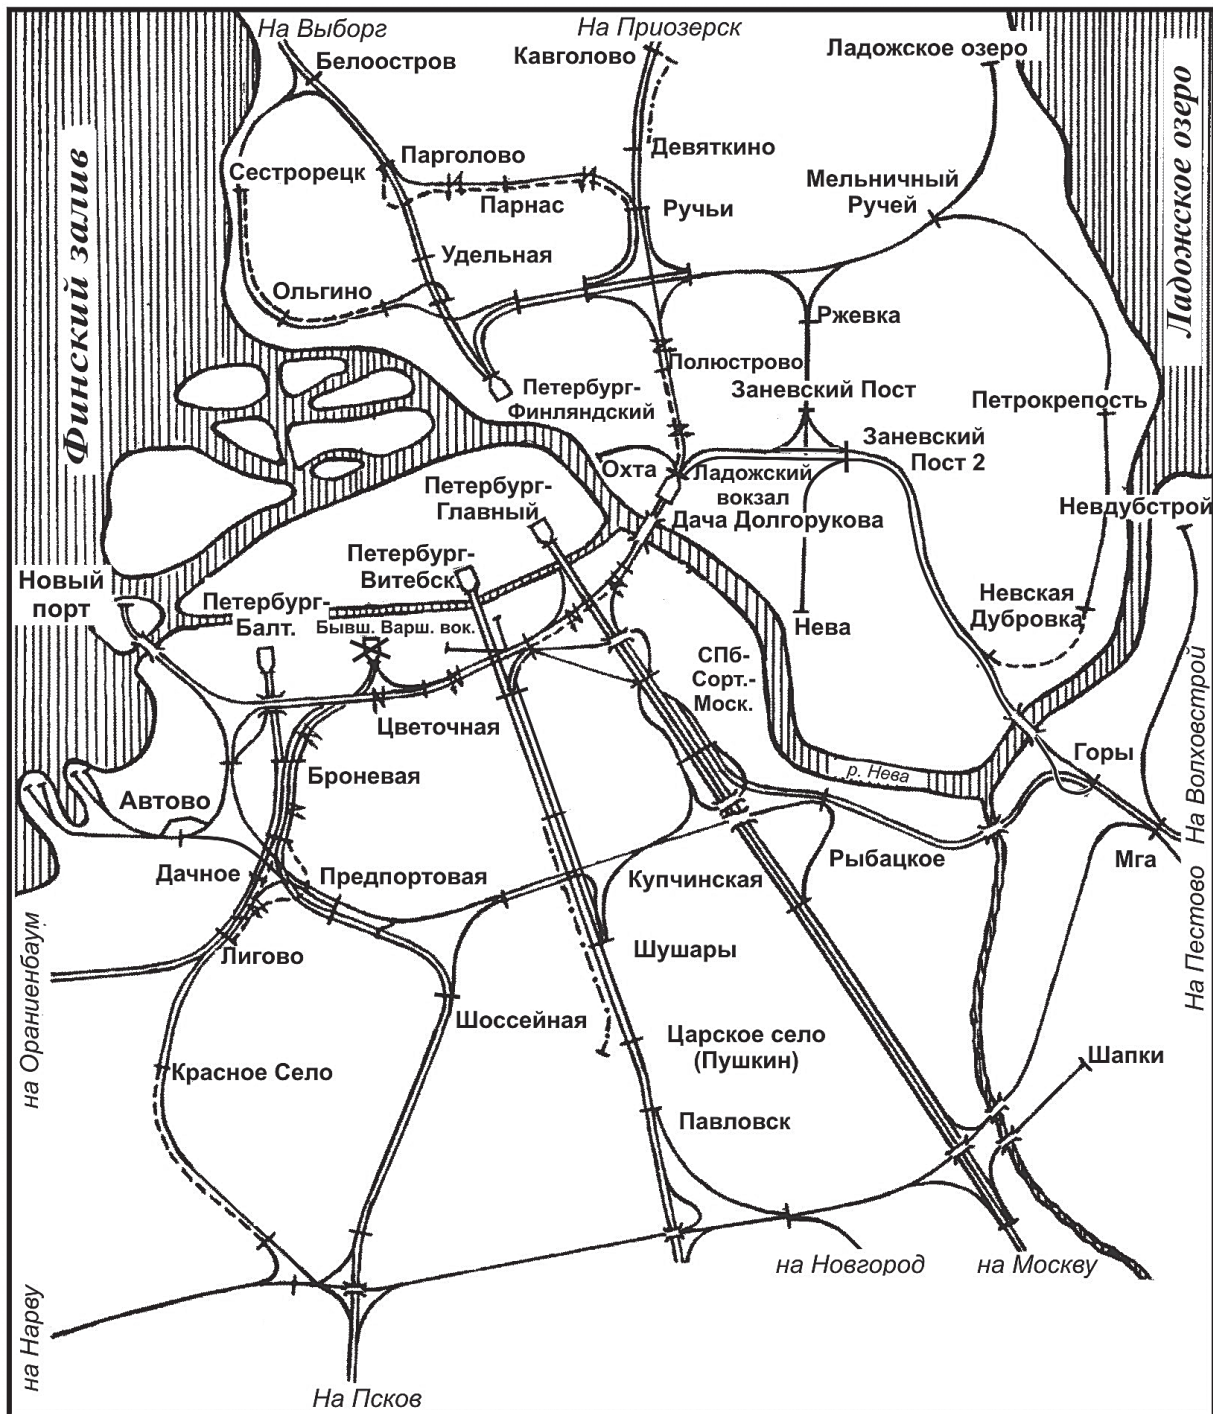 На Выборг
На Приозерск
Белоостров
Кавголово
Ладожское озеро
Ладожское озеро
Финский залив
Сестрорецк
Парголово
Девяткино
Парнас
Ручьи
Мельничный
Ручей
Удельная
Ольгино
Ржевка
Полюстрово
Петербург-
Финляндский
Заневский Пост
Петрокрепость
Заневский
Пост 2
Охта
Ладожский
вокзал
Петербург-
Главный
Дача Долгорукова
Невдубстрой
Петербург-
Витебск.
Новый
порт
Петербург-
Балт.
Бывш. Варш. вок.
Нева
Невская
Дубровка
СПб-
Сорт.-
Моск.
Цветочная
Броневая
р. Нева
Горы
На Волховстрой
Автово
Рыбацкое
Мга
Дачное
Предпортовая
Купчинская
Лигово
Шушары
На Пестово
на Ораниенбаум
Шоссейная
Царское село
(Пушкин)
Шапки
Красное Село
Павловск
на Новгород
на Москву
на Нарву
На Псков